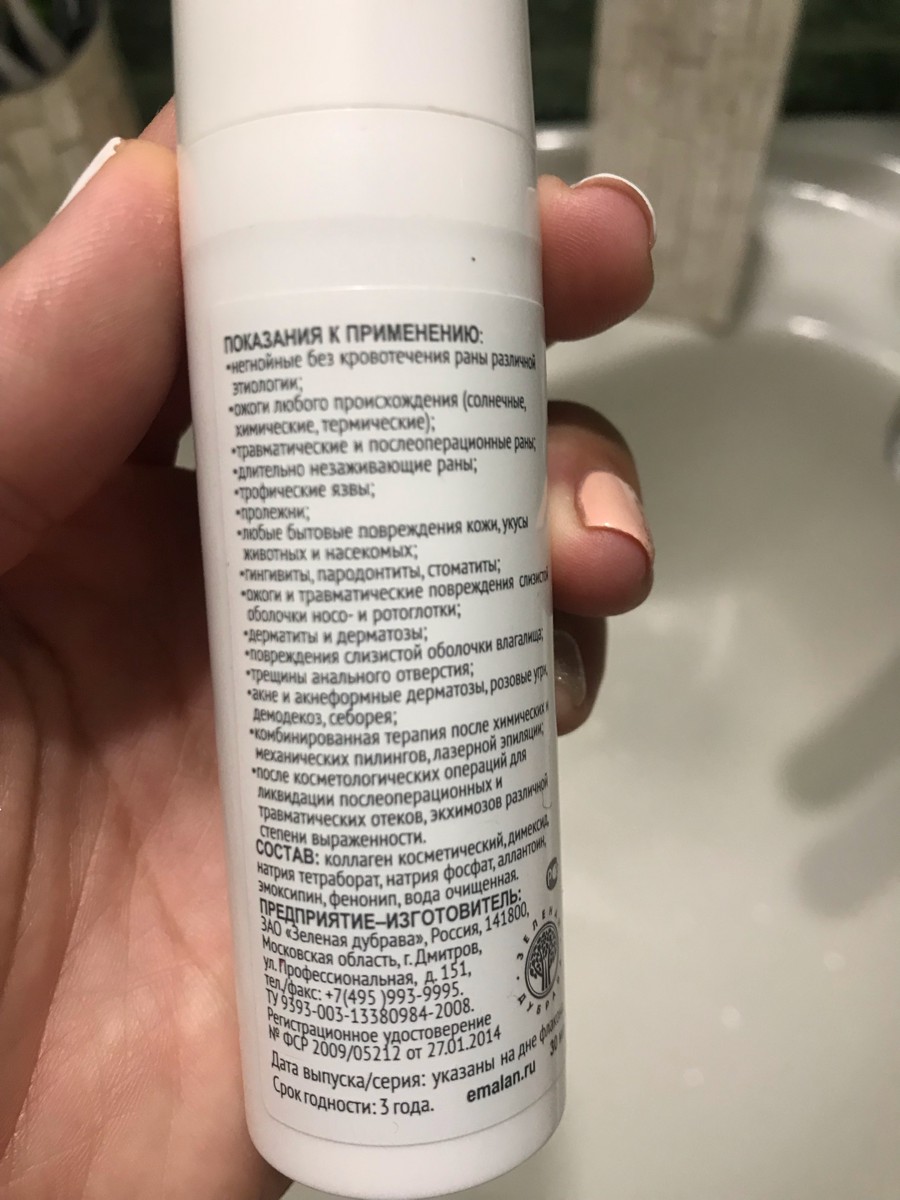 ПОКАЗАНИЯ К ПРИМЕНЕНИЮ:
•негнойные без кровотечения раны различной
этиологии;
•ожоги любого происхождения (солнечные,
химические, термические);
•травматические и послеоперационные раны;
•длительно незаживающие раны;
•трофические язвы;
•пролежни;
•любые бытовые повреждения кожи, укусы
животных и насекомых;
•гингивиты, пародонтиты, стоматиты;
•ожоги и травматические повреждения слизистой
оболочки носо- и ротоглотки;
•дерматиты и дерматозы;
•повреждения слизистой оболочки влагалища;
•трещины анального отверстия;
•акне и акнеформные дерматозы, розовые угри,
демодекоз, себорея;
•комбинированная терапия после химических и
механических пилингов, лазерной эпиляции;
•после косметологических операций для
ликвидации послеоперационных и
травматических отеков, экхимозов различной
степени выраженности.
СОСТАВ: коллаген косметический, димексид,
натрия тетраборат, натрия фосфат, аллантоин,
эмоксипин, фенонип, вода очищенная.
ПРЕДПРИЯТИЕ–ИЗГОТОВИТЕЛЬ:
ЗАО «Зеленая дубрава», Россия, 141800,
Московская область, г. Дмитров,
ул. Профессиональная, д. 151,
тел./факс: +7(495 )993-9995.
ТУ 9393-003-13380984-2008.
Регистрационное удостоверение
№ ФСР 2009/05212 от 27.01.2014
Дата выпуска/серия: указаны на дне
30
Срок годности: 3 года.
emalan.ru